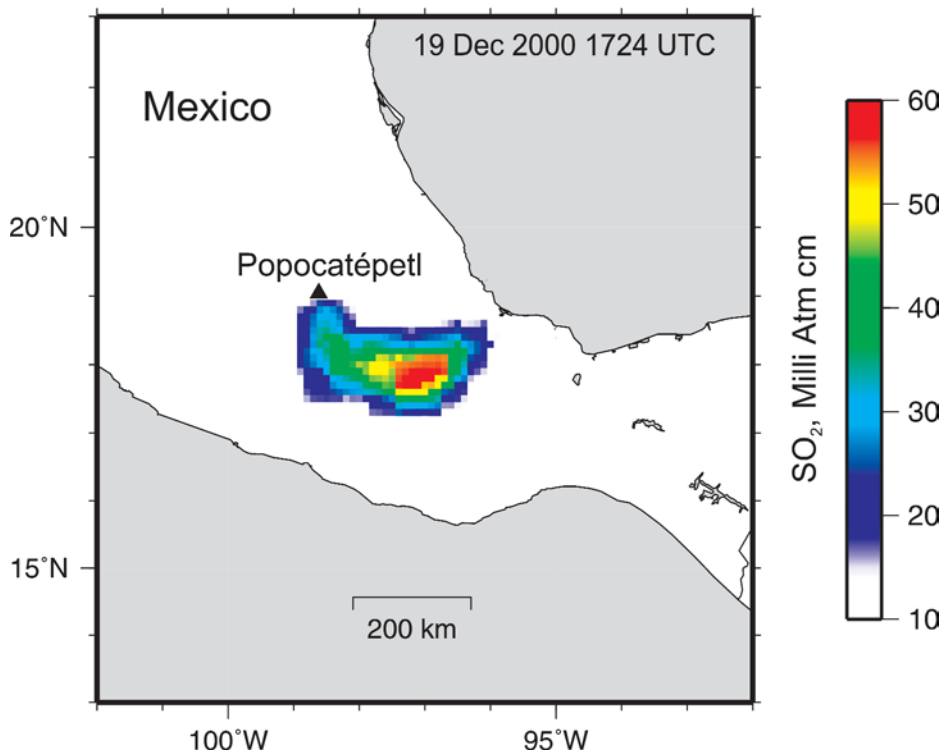 19 Dec 2000 1724 UTC
Mexico
Popocatépetl
20°N
15°N
100°W
95°W
200 km
60
50
40
30
20
10
SO₂, Milli Atm cm